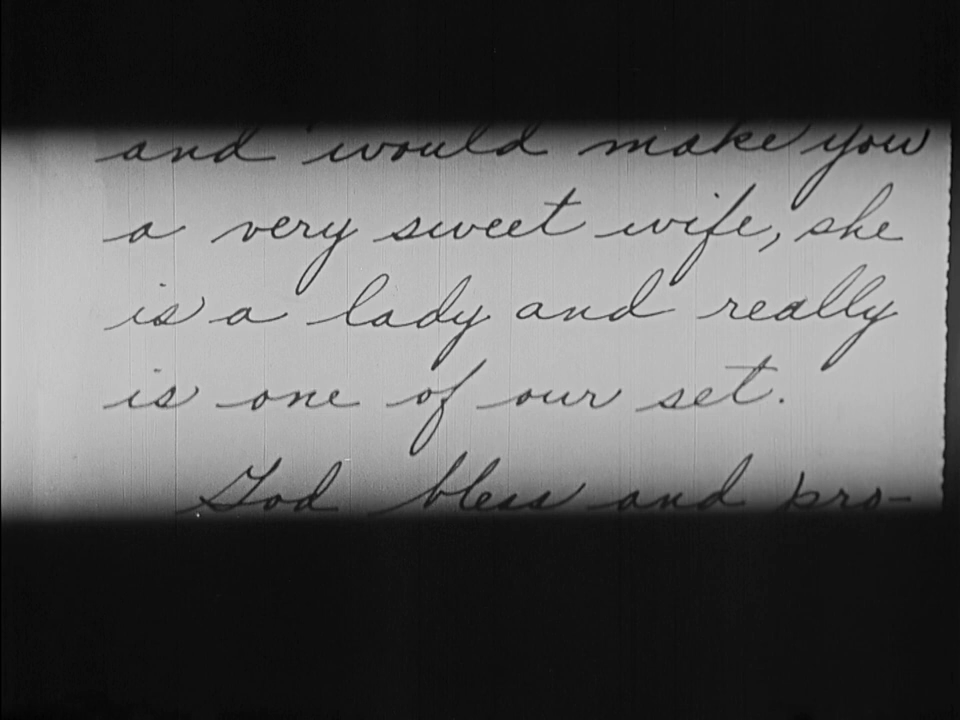 and would make you
a very sweet wife, she
is a lady and really
is one of our set.
God bless and pro-